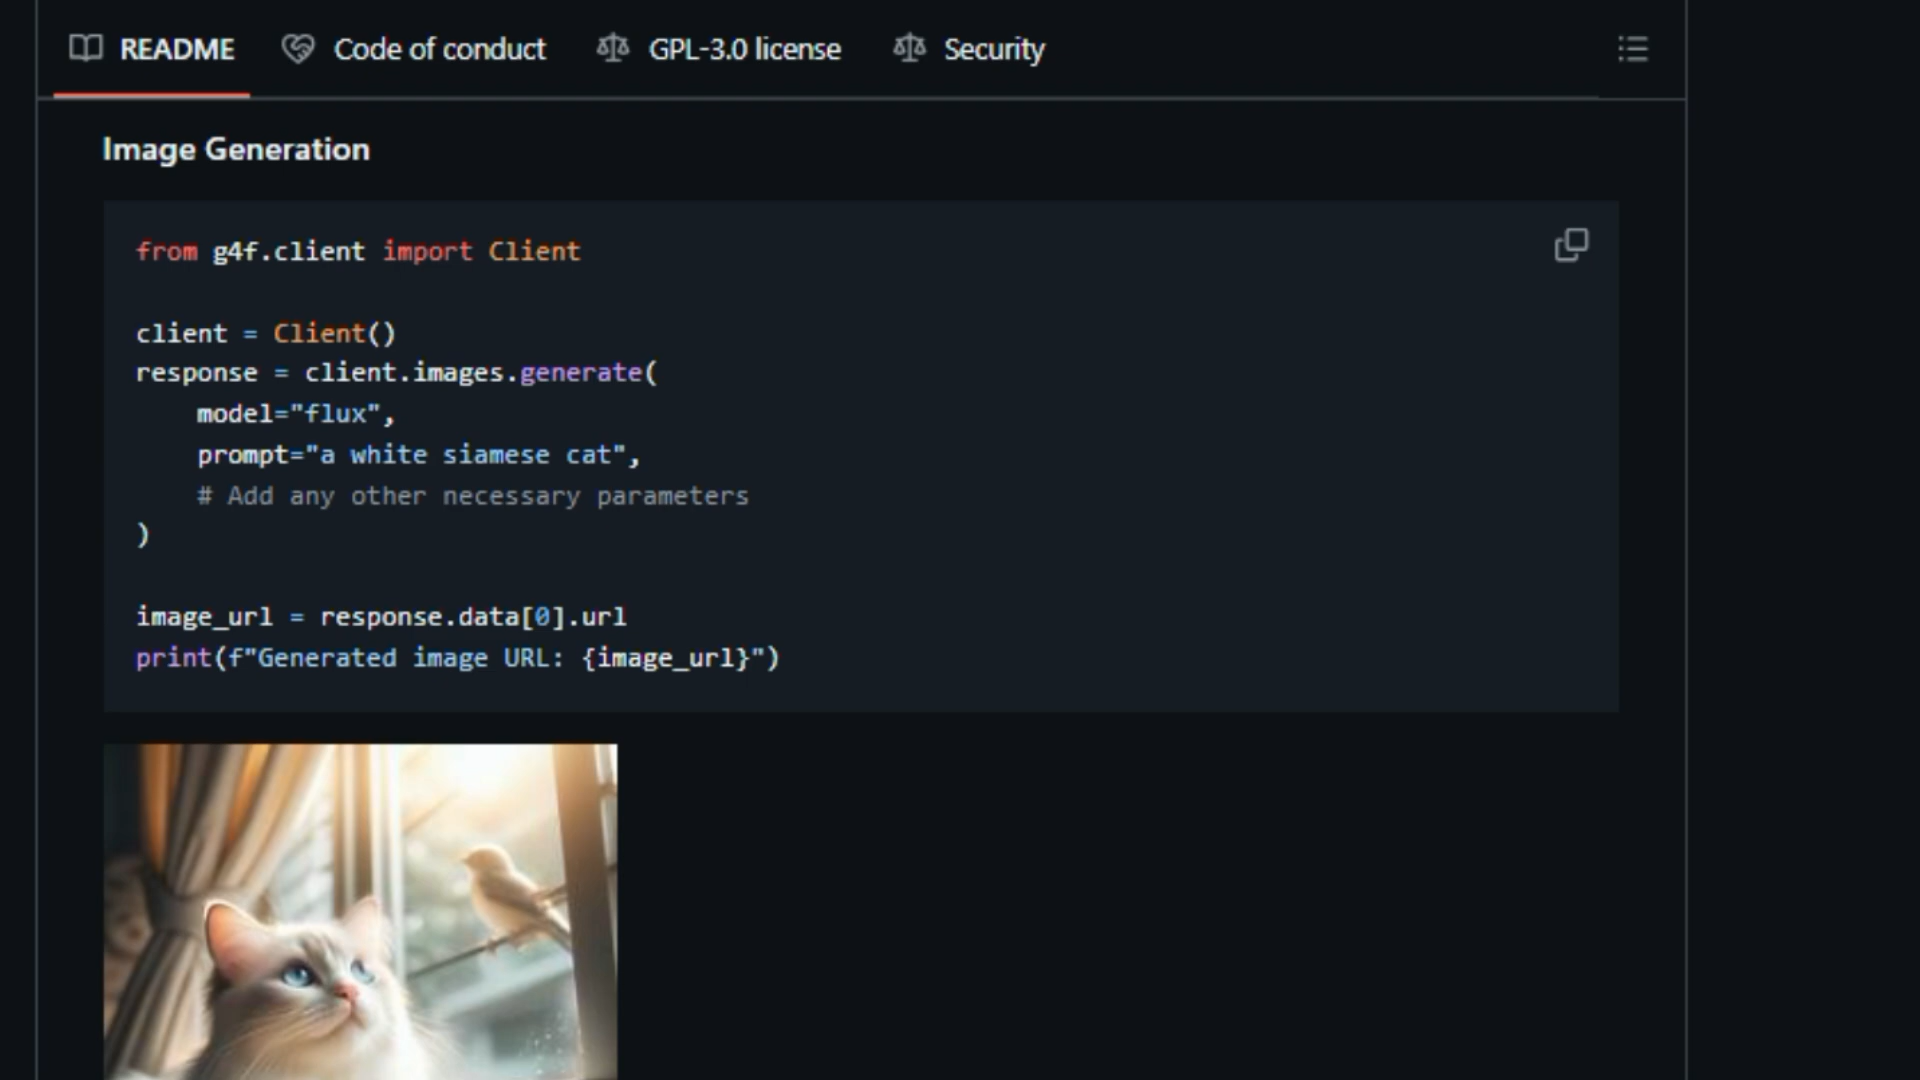 README Code of conduct GPL-3.0 license Security
Image Generation
from g4f.client import Client
client = Client()
response = client.images.generate(
    model="flux",
    prompt="a white siamese cat",
    # Add any other necessary parameters
)
image_url = response.data[0].url
print(f"Generated image URL: {image_url}")